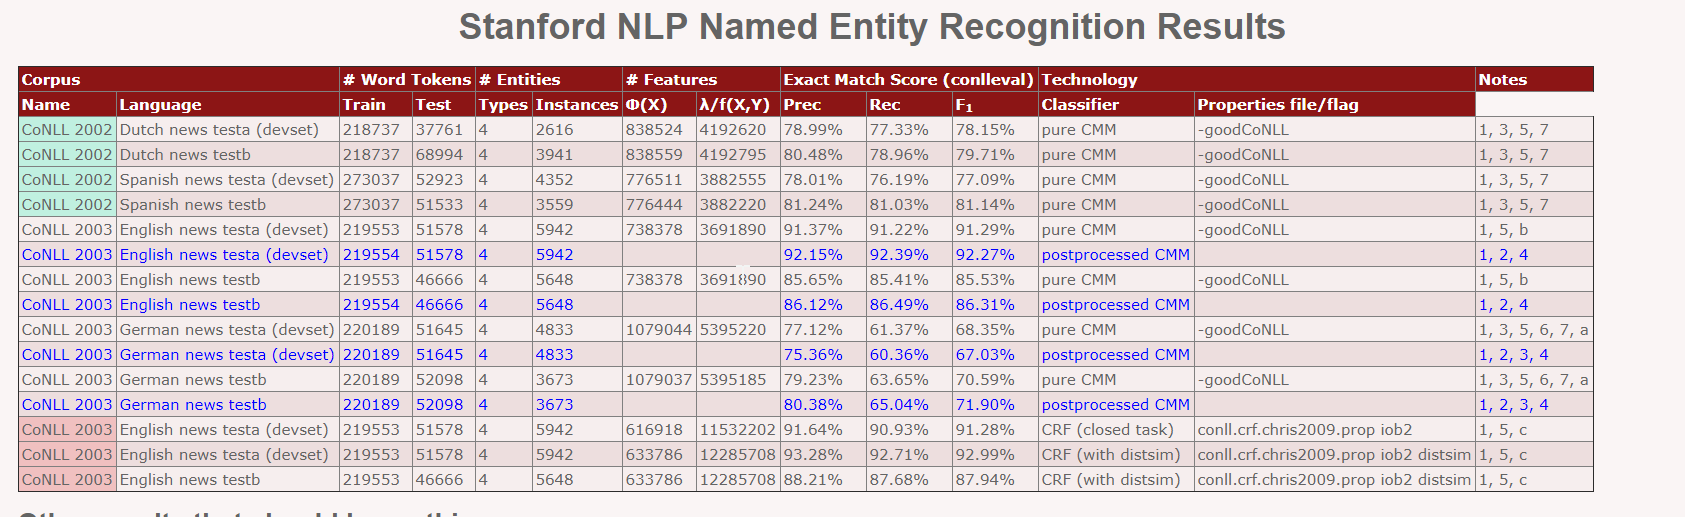 Stanford NLP Named Entity Recognition Results
Corpus # Word Tokens # Entities # Features Exact Match Score (conlleval) Technology Notes
Name Language Train Test Types Instances Φ(X) λ/f(X,Y) Prec Rec F₁ Classifier Properties file/flag
CoNLL 2002 Dutch news testa (devset) 218737 37761 4 2616 838524 4192620 78.99% 77.33% 78.15% pure CMM -goodCoNLL 1, 3, 5, 7
CoNLL 2002 Dutch news testb 218737 68994 4 3941 838559 4192795 80.48% 78.96% 79.71% pure CMM -goodCoNLL 1, 3, 5, 7
CoNLL 2002 Spanish news testa (devset) 273037 52923 4 4352 776511 3882555 78.01% 76.19% 77.09% pure CMM -goodCoNLL 1, 3, 5, 7
CoNLL 2002 Spanish news testb 273037 51533 4 3559 776444 3882220 81.24% 81.03% 81.14% pure CMM -goodCoNLL 1, 3, 5, 7
CoNLL 2003 English news testa (devset) 219553 51578 4 5942 738378 3691890 91.37% 91.22% 91.29% pure CMM -goodCoNLL 1, 5, b
CoNLL 2003 English news testa (devset) 219554 51578 4 5942 92.15% 92.39% 92.27% postprocessed CMM 1, 2, 4
CoNLL 2003 English news testb 219553 46666 4 5648 738378 3691890 85.65% 85.41% 85.53% pure CMM -goodCoNLL 1, 5, b
CoNLL 2003 English news testb 219554 46666 4 5648 86.12% 86.49% 86.31% postprocessed CMM 1, 2, 4
CoNLL 2003 German news testa (devset) 220189 51645 4 4833 1079044 5395220 77.12% 61.37% 68.35% pure CMM -goodCoNLL 1, 3, 5, 6, 7, a
CoNLL 2003 German news testa (devset) 220189 51645 4 4833 75.36% 60.36% 67.03% postprocessed CMM 1, 2, 3, 4
CoNLL 2003 German news testb 220189 52098 4 3673 1079037 5395185 79.23% 63.65% 70.59% pure CMM -goodCoNLL 1, 3, 5, 6, 7, a
CoNLL 2003 German news testb 220189 52098 4 3673 80.38% 65.04% 71.90% postprocessed CMM 1, 2, 3, 4
CoNLL 2003 English news testa (devset) 219553 51578 4 5942 616918 11532202 91.64% 90.93% 91.28% CRF (closed task) conll.crf.chris2009.prop iob2 1, 5, c
CoNLL 2003 English news testa (devset) 219553 51578 4 5942 633786 12285708 93.28% 92.71% 92.99% CRF (with distsim) conll.crf.chris2009.prop iob2 distsim 1, 5, c
CoNLL 2003 English news testb 219553 46666 4 5648 633786 12285708 88.21% 87.68% 87.94% CRF (with distsim) conll.crf.chris2009.prop iob2 distsim 1, 5, c